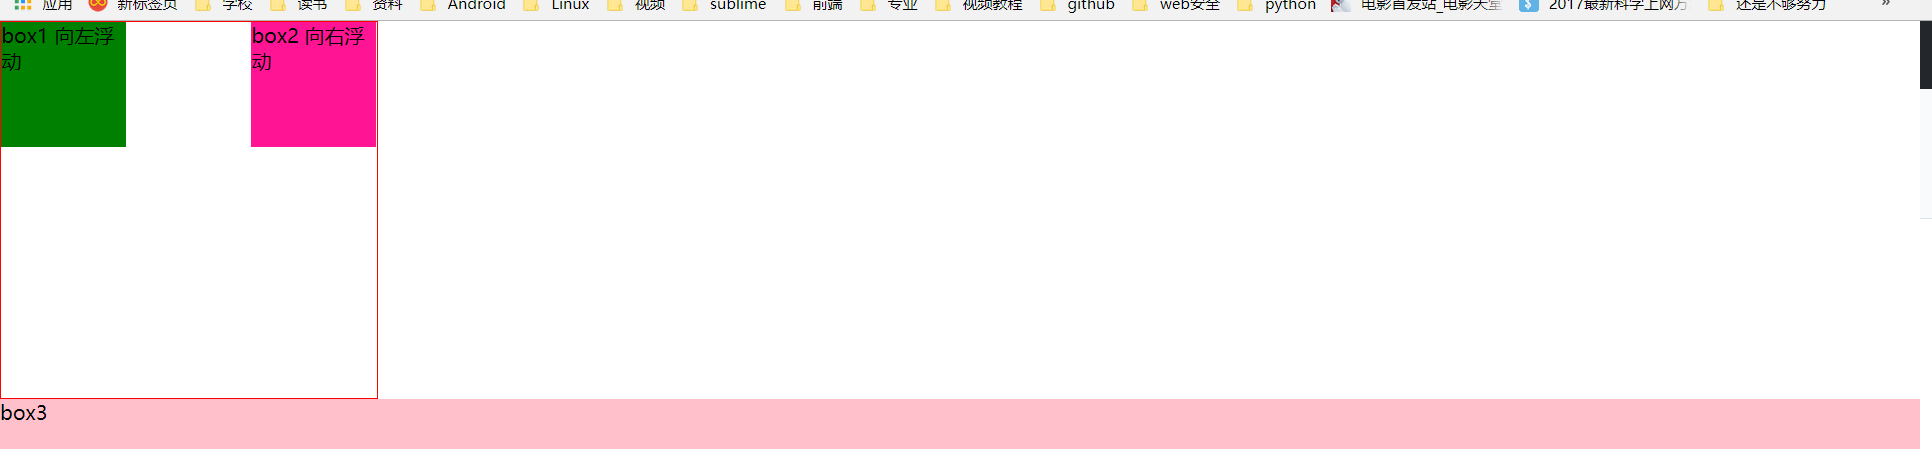 应用 新标签页 学校 读书 资料 Android Linux 视频 sublime 前端 专业 视频教程 github web安全 python 电影首发站_电影天堂 2017最新科学上网方 还是不够努力 »
box1 向左浮
动
box2 向右浮
动
box3